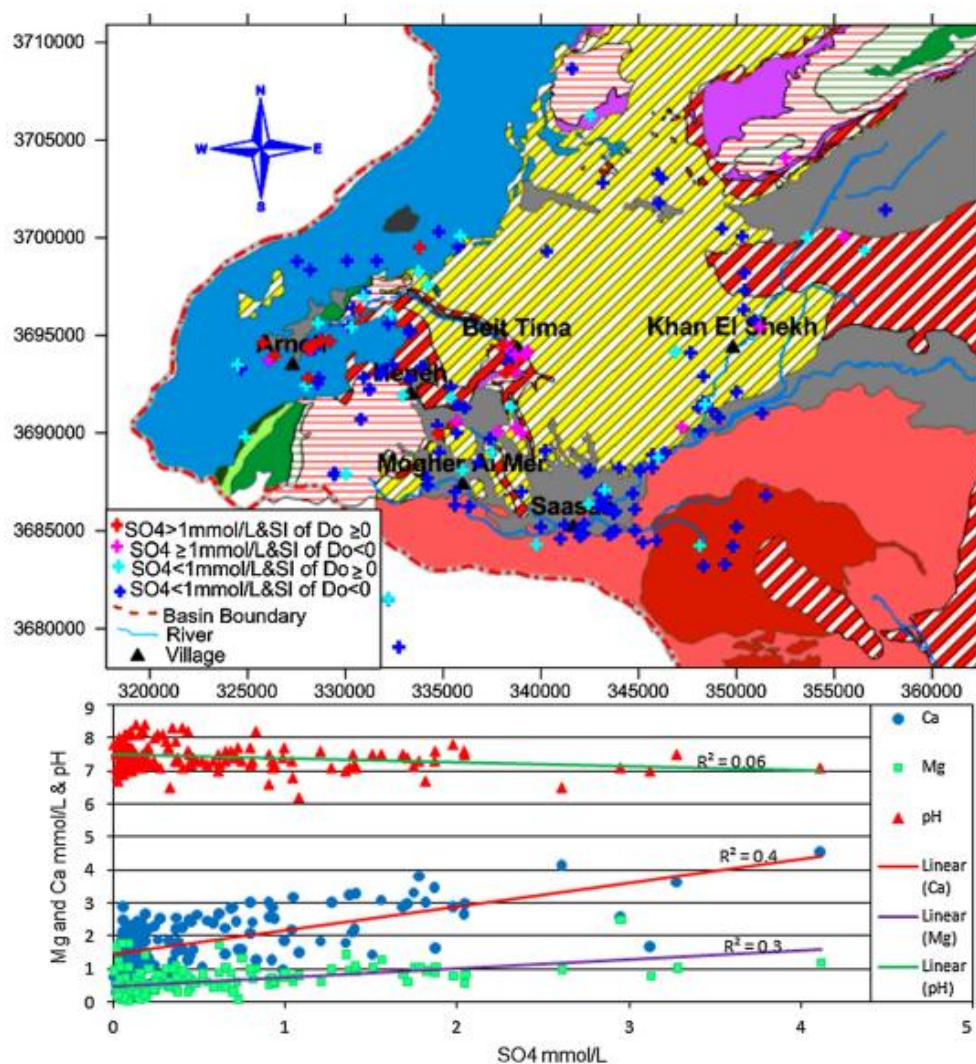 3710000
N
3705000
W E
S
3700000
3695000
Beit Tima
Khan El Shekh
Arneh
Heneh
3690000
Mogher Al Mer
Saasaa
3685000
SO4>1mmol/L&SI of Do ≥0
SO4 ≥1mmol/L&SI of Do<0
SO4<1mmol/L&SI of Do≥0
SO4<1mmol/L&SI of Do<0
Basin Boundary
River
Village
3680000
320000 325000 330000 335000 340000 345000 350000 355000 360000
Mg and Ca mmol/L & pH
9
8
7
6
5
4
3
2
1
0
R² = 0.06
R² = 0.4
R² = 0.3
Ca
Mg
pH
Linear
(Ca)
Linear
(Mg)
Linear
(pH)
0 1 2 3 4 5
SO4 mmol/L